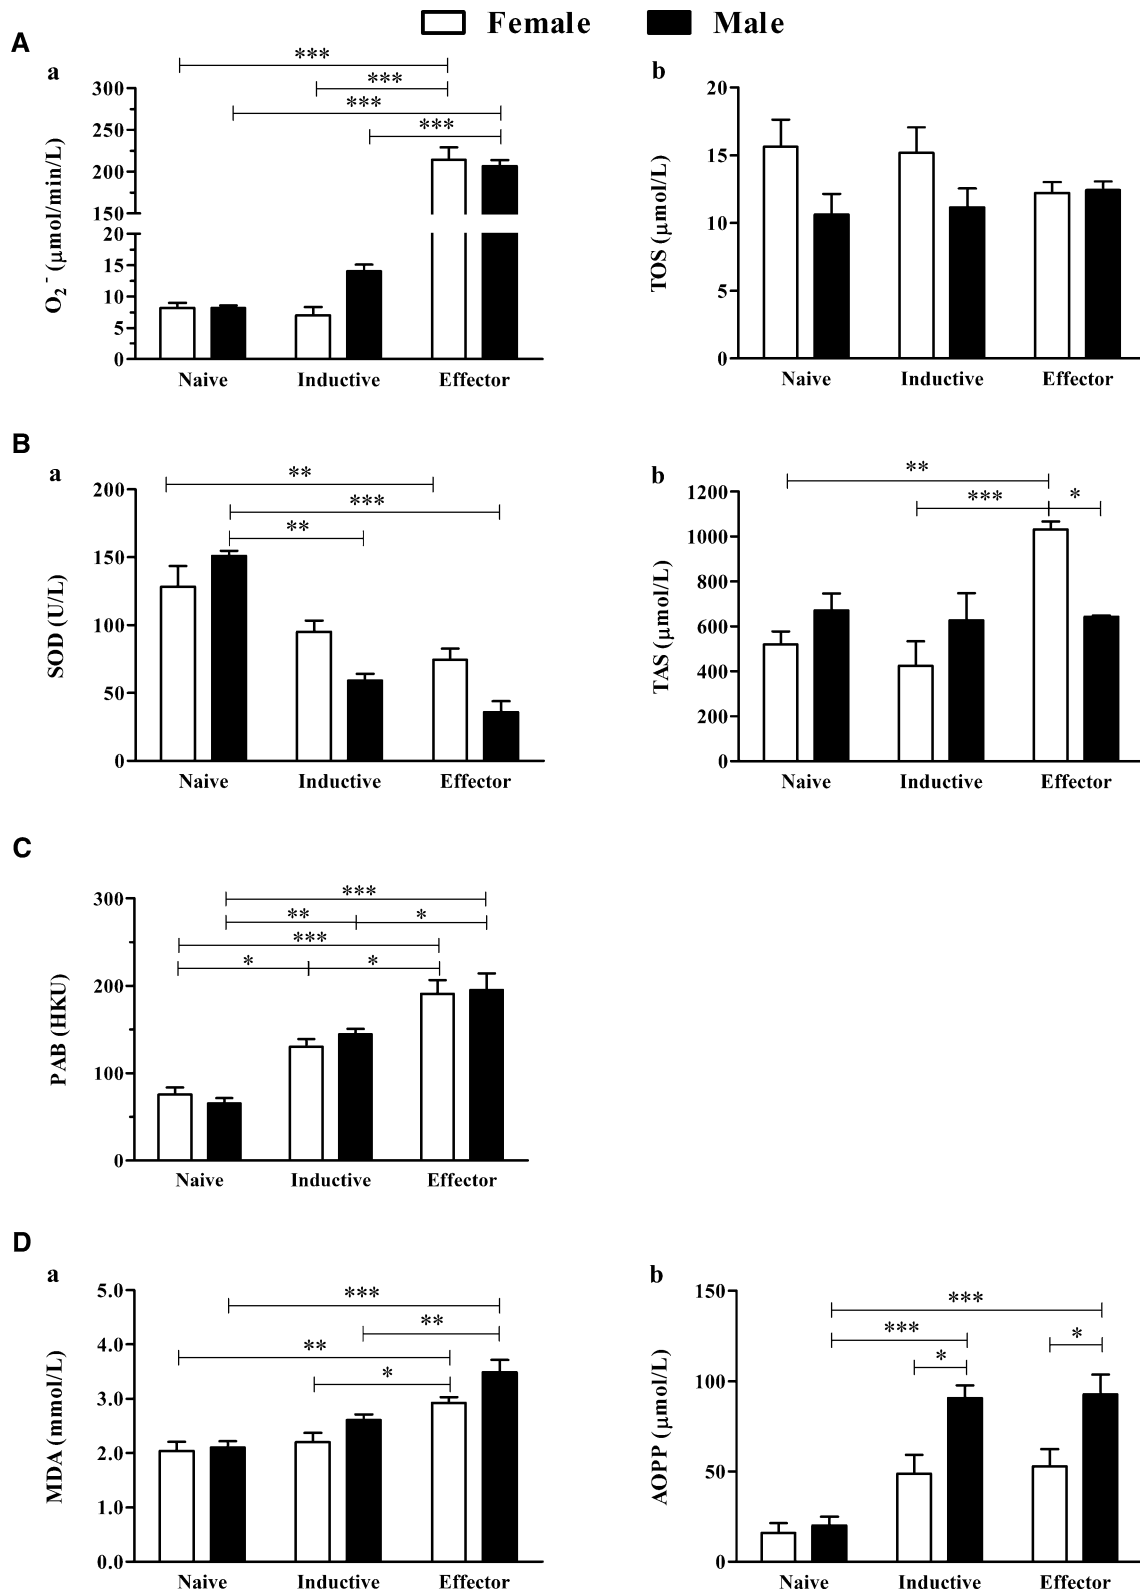 Female Male
A
a
***
***
***
***
300
250
200
150
20
15
10
5
0
O2⁻ (μmol/min/L)
Naive Inductive Effector
b
20
15
10
5
0
TOS (μmol/L)
Naive Inductive Effector
B
a
**
***
**
200
150
100
50
0
SOD (U/L)
Naive Inductive Effector
b
**
*** *
1200
1000
800
600
400
200
0
TAS (μmol/L)
Naive Inductive Effector
C
***
** *
***
* *
300
200
100
0
PAB (HKU)
Naive Inductive Effector
D
a
***
**
**
*
5.0
4.0
3.0
2.0
1.0
0.0
MDA (mmol/L)
Naive Inductive Effector
b
***
***
*
*
150
100
50
0
AOPP (μmol/L)
Naive Inductive Effector